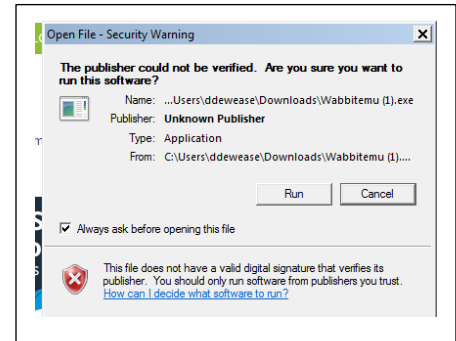 Open File - Security Warning
The publisher could not be verified. Are you sure you want to
run this software?
Name: ...Users\ddewease\Downloads\Wabbitemu (1).exe
Publisher: Unknown Publisher
Type: Application
From: C:\Users\ddewease\Downloads\Wabbitemu (1)....
Run Cancel
Always ask before opening this file
This file does not have a valid digital signature that verifies its
publisher. You should only run software from publishers you trust.
How can I decide what software to run?